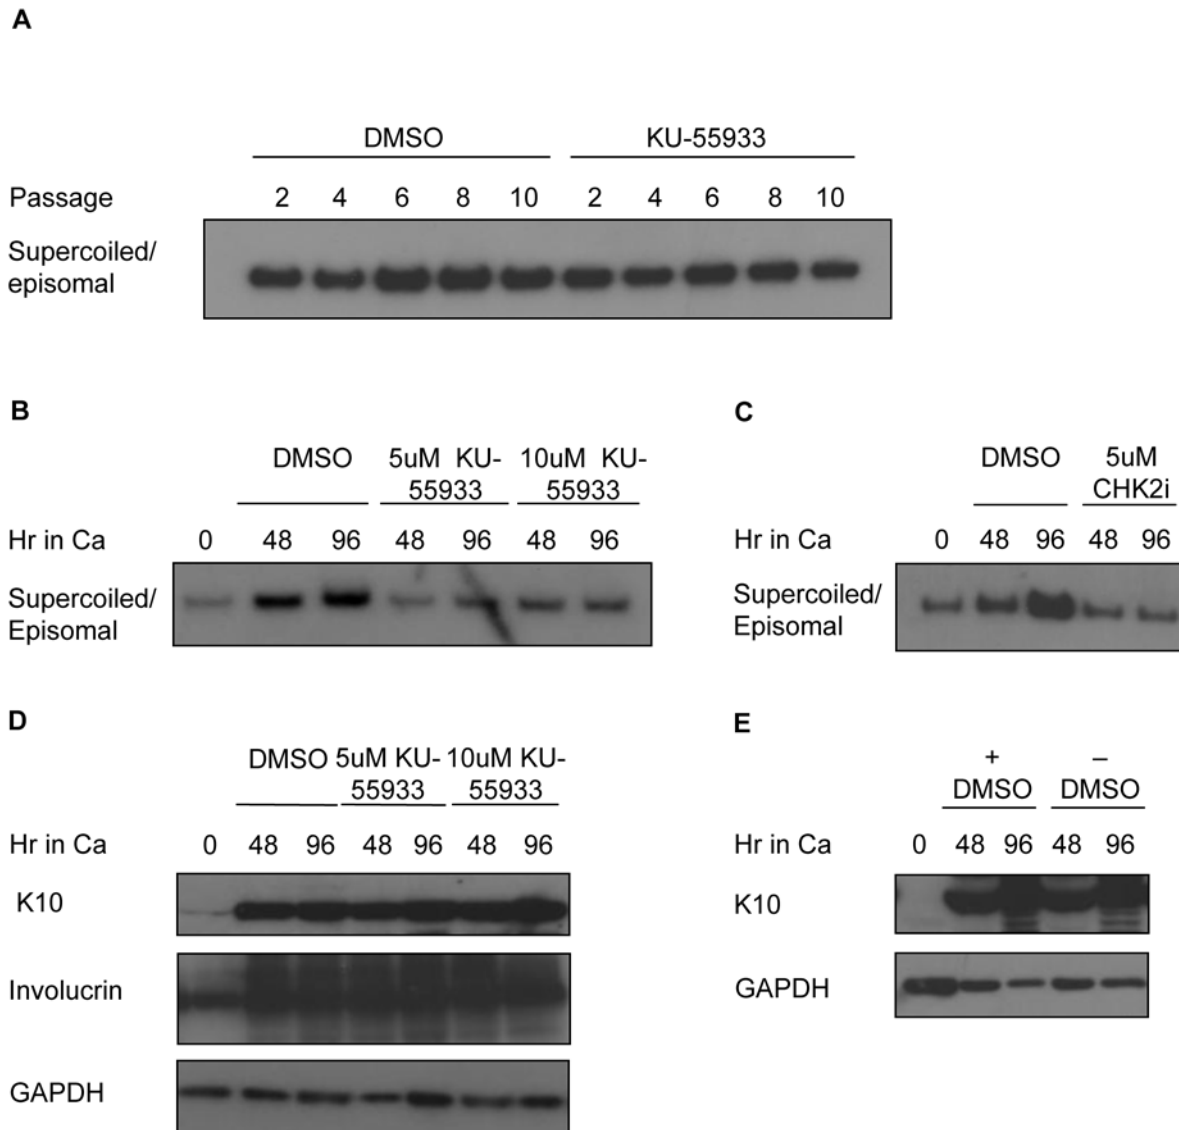 A
DMSO KU-55933
Passage 2 4 6 8 10 2 4 6 8 10
Supercoiled/
episomal
B
DMSO 5uM KU- 10uM KU-
55933 55933
Hr in Ca 0 48 96 48 96 48 96
Supercoiled/
Episomal
C
DMSO 5uM
CHK2i
Hr in Ca 0 48 96 48 96
Supercoiled/
Episomal
D
DMSO 5uM KU- 10uM KU-
55933 55933
Hr in Ca 0 48 96 48 96 48 96
K10
Involucrin
GAPDH
E
+ –
DMSO DMSO
Hr in Ca 0 48 96 48 96
K10
GAPDH